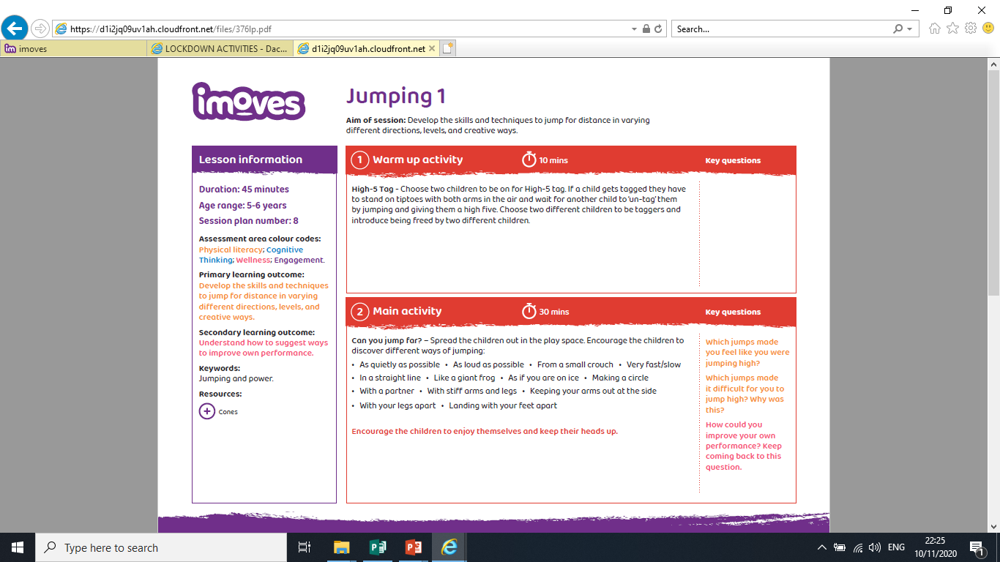 https://d1i2jq09uv1ah.cloudfront.net/files/376lp.pdf
Search...
imoves
LOCKDOWN ACTIVITIES - Dac...
d1i2jq09uv1ah.cloudfront.net
imoves
Jumping 1
Aim of session: Develop the skills and techniques to jump for distance in varying
different directions, levels, and creative ways.
Lesson information
Duration: 45 minutes
Age range: 5-6 years
Session plan number: 8
Assessment area colour codes:
Physical literacy; Cognitive
Thinking; Wellness; Engagement.
Primary learning outcome:
Develop the skills and techniques
to jump for distance in varying
different directions, levels, and
creative ways.
Secondary learning outcome:
Understand how to suggest ways
to improve own performance.
Keywords:
Jumping and power.
Resources:
+ Cones
1 Warm up activity 10 mins Key questions
High-5 Tag - Choose two children to be on for High-5 tag. If a child gets tagged they have
to stand on tiptoes with both arms in the air and wait for another child to 'un-tag' them
by jumping and giving them a high five. Choose two different children to be taggers and
introduce being freed by two different children.
2 Main activity 30 mins Key questions
Can you jump far? – Spread the children out in the play space. Encourage the children to
discover different ways of jumping:
• As quietly as possible • As loud as possible • From a small crouch • Very fast/slow
• In a straight line • Like a giant frog • As if you are on ice • Making a circle
• With a partner • With stiff arms and legs • Keeping your arms out at the side
• With your legs apart • Landing with your feet apart
Encourage the children to enjoy themselves and keep their heads up.
Which jumps made
you feel like you were
jumping high?
Which jumps made
it difficult for you to
jump high? Why was
this?
How could you
improve your own
performance? Keep
coming back to this
question.
Type here to search
ENG
22:25
10/11/2020
1